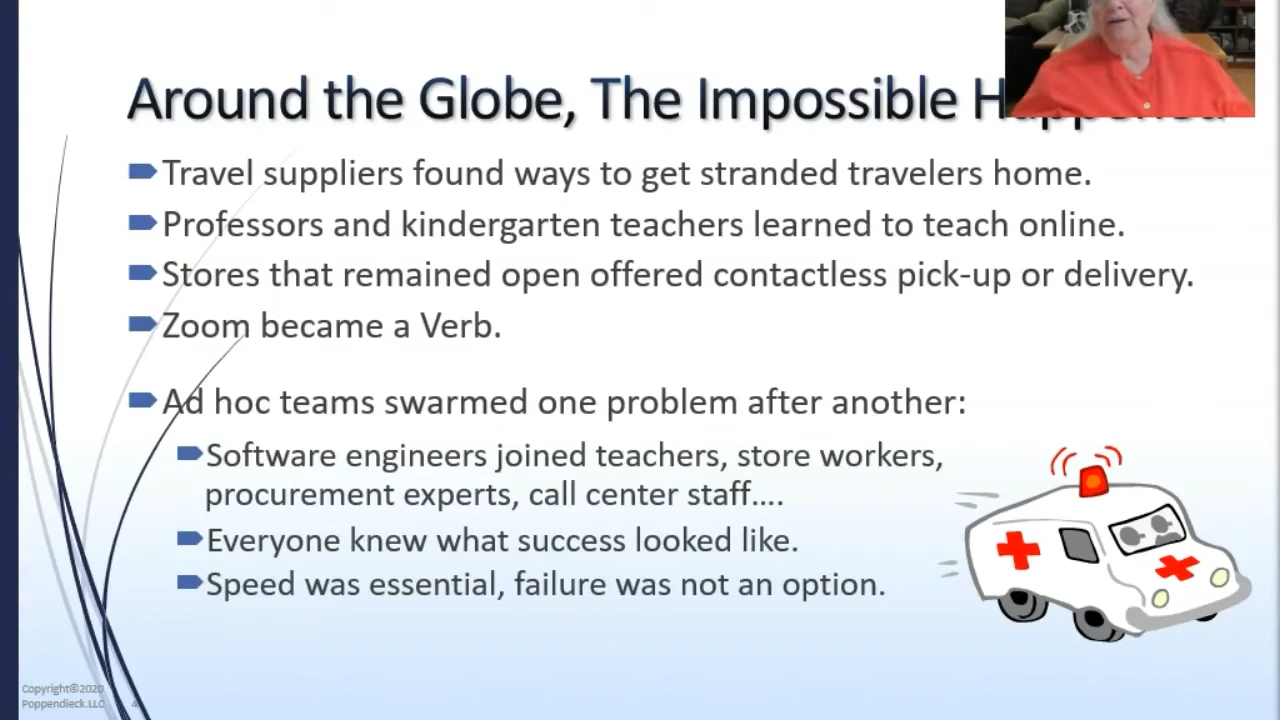 Around the Globe, The Impossible
Travel suppliers found ways to get stranded travelers home.
Professors and kindergarten teachers learned to teach online.
Stores that remained open offered contactless pick-up or delivery.
Zoom became a Verb.
Ad hoc teams swarmed one problem after another:
Software engineers joined teachers, store workers,
procurement experts, call center staff….
Everyone knew what success looked like.
Speed was essential, failure was not an option.
Copyright©2020
Poppendieck.LLC 4